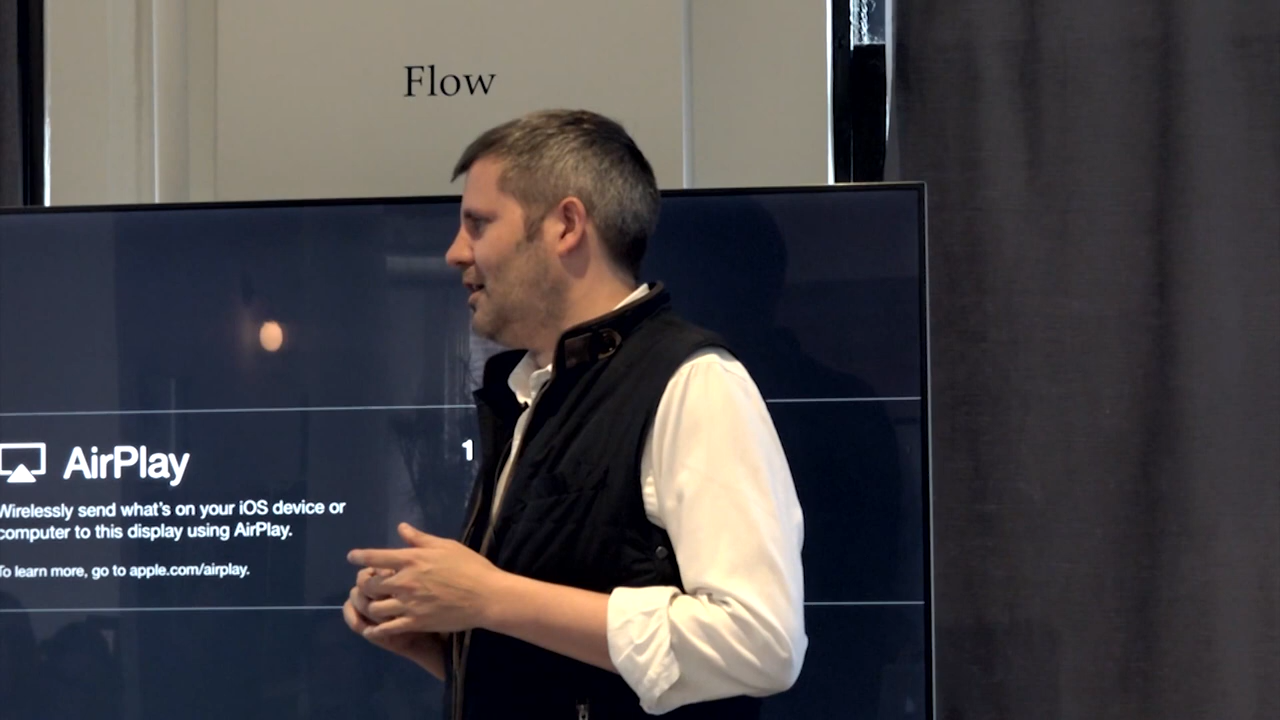 Flow
AirPlay
1
Wirelessly send what's on your iOS device or
computer to this display using AirPlay.
To learn more, go to apple.com/airplay.